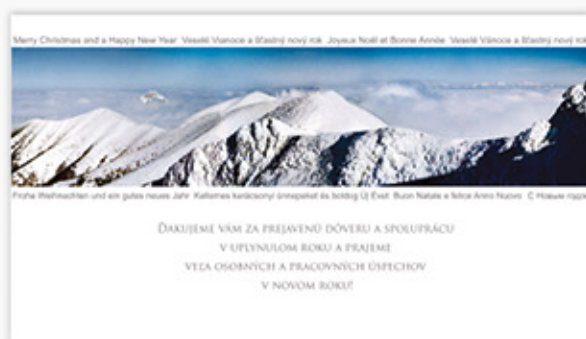 Merry Christmas and a Happy New Year Veselé Vianoce a šťastný nový rok Joyeux Noël et Bonne Année Veselé Vánoce a šťastný nový rok
Frohe Weihnachten und ein gutes neues Jahr Kellemes karácsonyi ünnepeket és boldog Új Évet Buon Natale e felice Anno Nuovo С Новым
ĎAKUJEME VÁM ZA PREJAVENÚ DÔVERU A SPOLUPRÁCU
V UPLYNULOM ROKU A PRAJEME
VEĽA OSOBNÝCH A PRACOVNÝCH ÚSPECHOV
V NOVOM ROKU!